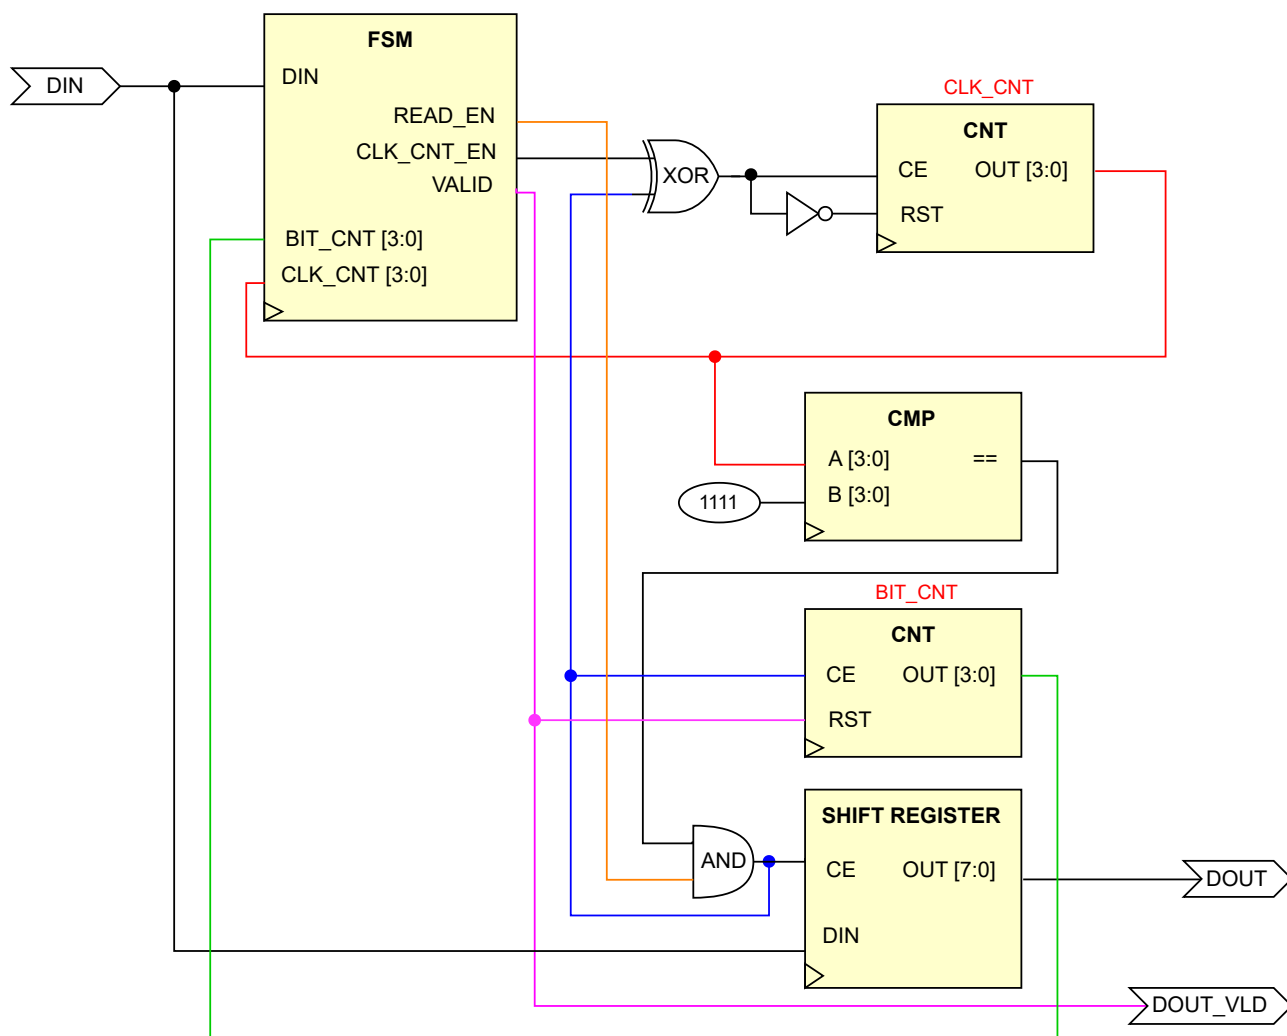 FSM
DIN
DIN
READ_EN
CLK_CNT_EN
VALID
BIT_CNT [3:0]
CLK_CNT [3:0]
XOR
CLK_CNT
CNT
CE
OUT [3:0]
RST
CMP
A [3:0]
==
B [3:0]
1111
BIT_CNT
CNT
CE
OUT [3:0]
RST
SHIFT REGISTER
AND
CE
OUT [7:0]
DIN
DOUT
DOUT_VLD